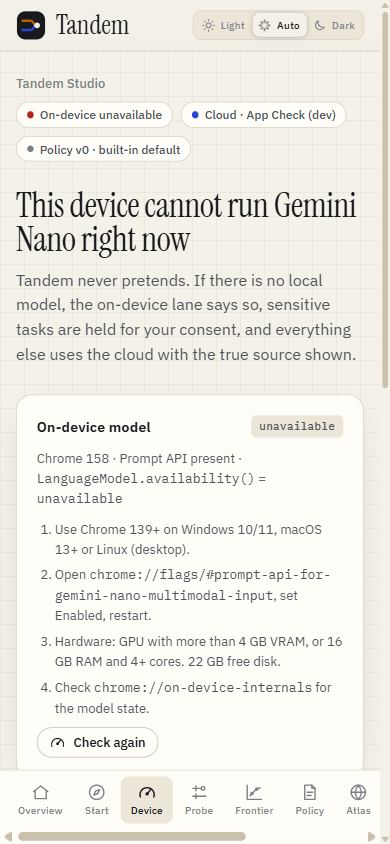 Tandem
Light
Auto
Dark
Tandem Studio
On-device unavailable
Cloud · App Check (dev)
Policy v0 · built-in default
This device cannot run Gemini
Nano right now
Tandem never pretends. If there is no local
model, the on-device lane says so, sensitive
tasks are held for your consent, and everything
else uses the cloud with the true source shown.
On-device model
unavailable
Chrome 158 · Prompt API present ·
LanguageModel.availability() =
unavailable
1. Use Chrome 139+ on Windows 10/11, macOS
13+ or Linux (desktop).
2. Open chrome://flags/#prompt-api-for-
gemini-nano-multimodal-input, set
Enabled, restart.
3. Hardware: GPU with more than 4 GB VRAM, or 16
GB RAM and 4+ cores. 22 GB free disk.
4. Check chrome://on-device-internals for
the model state.
Check again
Overview
Start
Device
Probe
Frontier
Policy
Atlas